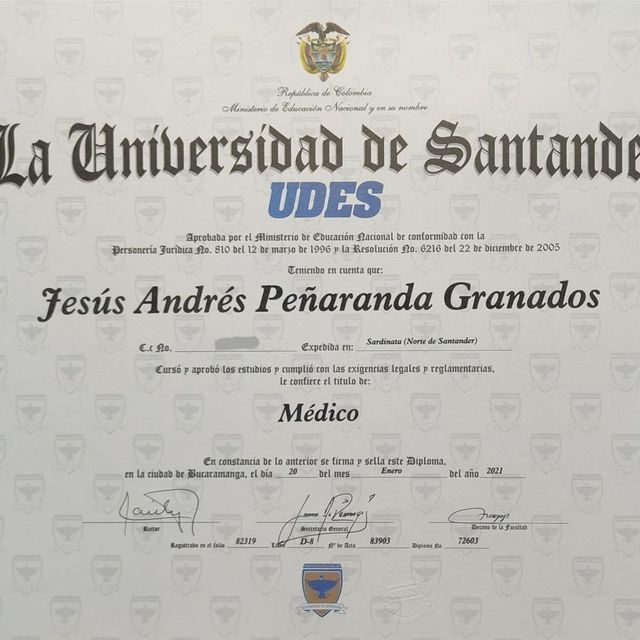 República de Colombia
Ministerio de Educación Nacional y en su nombre
La Universidad de Santande
UDES
Aprobada por el Ministerio de Educación Nacional de conformidad con la
Personería Jurídica No. 810 del 12 de marzo de 1996 y la Resolución No. 6216 del 22 de diciembre de 2005
Teniendo en cuenta que:
Jesús Andrés Peñaranda Granados
C.c No. Expedida en: Sardinata (Norte de Santander)
Cursó y aprobó los estudios y cumplió con las exigencias legales y reglamentarias,
le confiere el titulo de:
Médico
En constancia de lo anterior se firma y sella este Diploma,
en la ciudad de Bucaramanga, el día 20 del mes Enero del año 2021
Rector Secretario General Decano de la Facultad
Registrado en el folio 82319 Libro D-8 Nº de Acta 83903 Diploma No. 72603